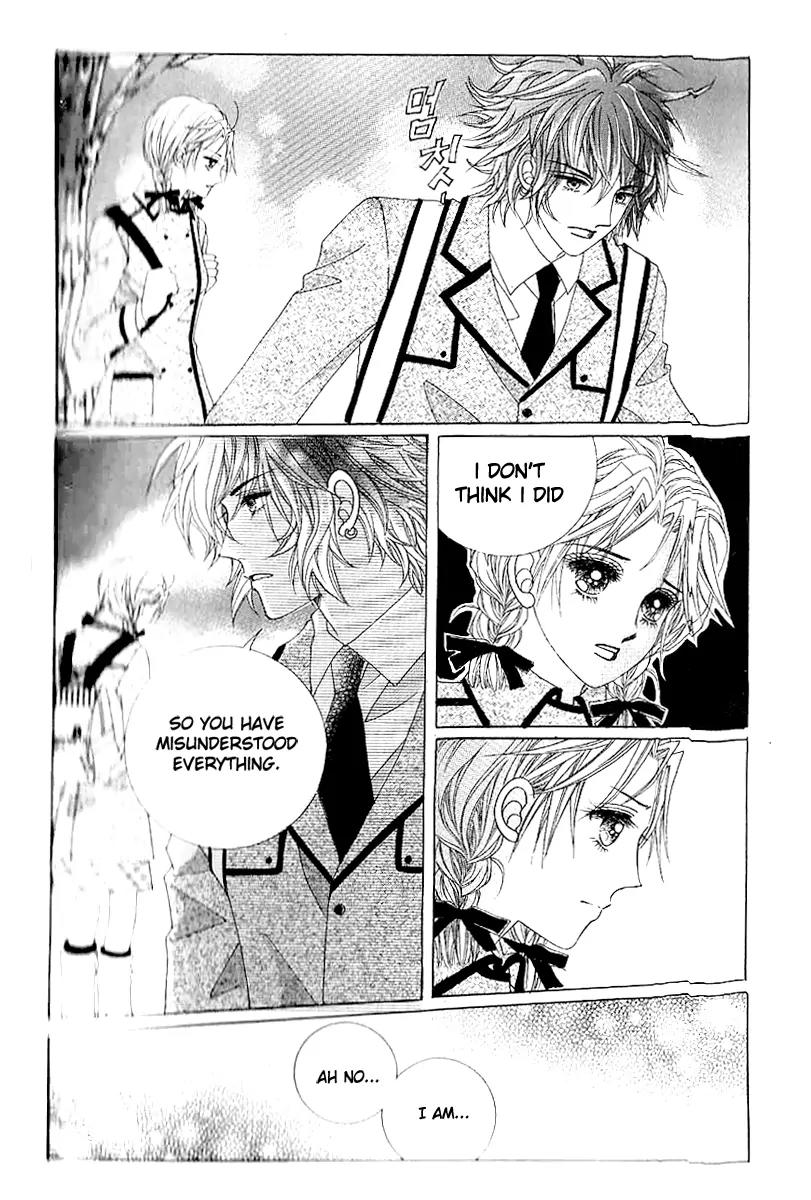 멈칫
I DON'T
THINK I DID
SO YOU HAVE
MISUNDERSTOOD
EVERYTHING.
AH NO...
I AM...